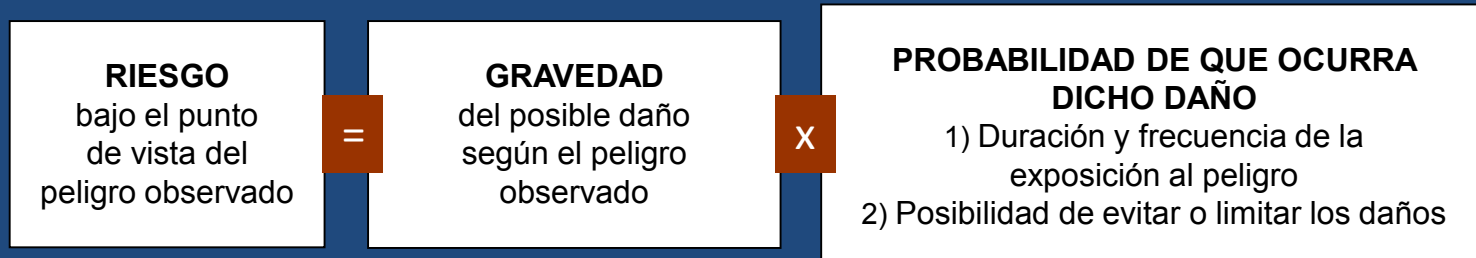 RIESGO
bajo el punto
de vista del
peligro observado
=
GRAVEDAD
del posible daño
según el peligro
observado
x
PROBABILIDAD DE QUE OCURRA
DICHO DAÑO
1) Duración y frecuencia de la
exposición al peligro
2) Posibilidad de evitar o limitar los daños